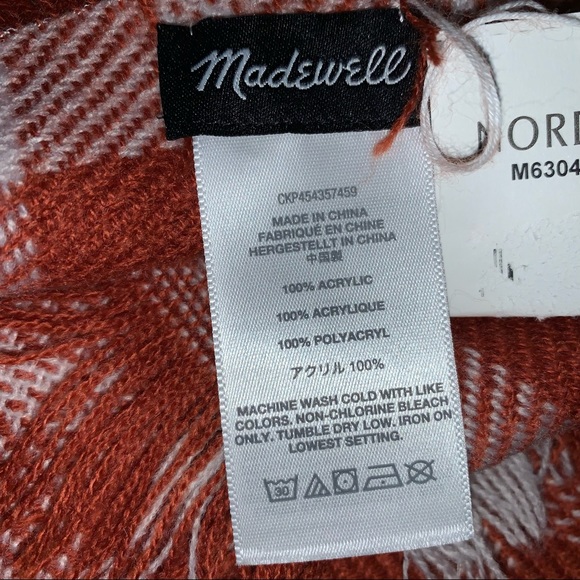 Madewell
NORD
M6304
CKP454357459
MADE IN CHINA
FABRIQUÉ EN CHINE
HERGESTELLT IN CHINA
中国製
100% ACRYLIC
100% ACRYLIQUE
100% POLYACRYL
アクリル 100%
MACHINE WASH COLD WITH LIKE
COLORS. NON-CHLORINE BLEACH
ONLY. TUMBLE DRY LOW. IRON ON
LOWEST SETTING.
30